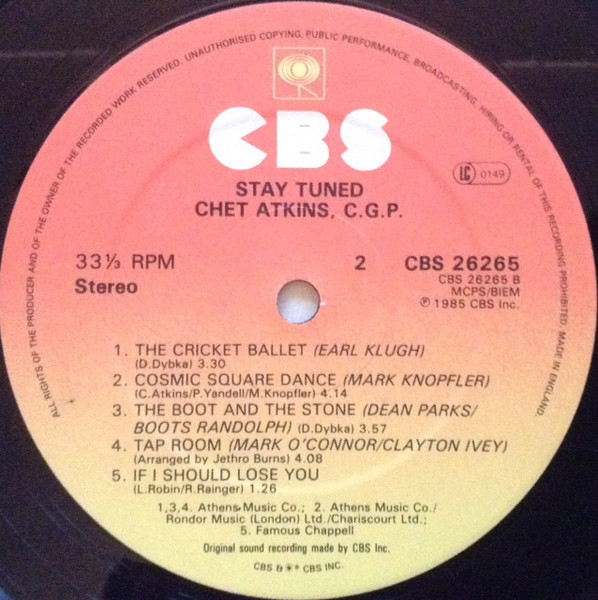 ALL RIGHTS OF THE PRODUCER AND OF THE OWNER OF THE RECORDED WORK RESERVED. UNAUTHORISED COPYING, PUBLIC PERFORMANCE, BROADCASTING, HIRING OR RENTAL OF THIS RECORDING PROHIBITED. MADE IN ENGLAND.
CBS
STAY TUNED
CHET ATKINS, C.G.P.
LC 0149
33⅓ RPM 2 CBS 26265
Stereo CBS 26265 B
MCPS/BIEM
℗ 1985 CBS Inc.
1. THE CRICKET BALLET (EARL KLUGH)
(D.Dybka) 3.30
2. COSMIC SQUARE DANCE (MARK KNOPFLER)
(C.Atkins/P.Yandell/M.Knopfler) 4.14
3. THE BOOT AND THE STONE (DEAN PARKS/
BOOTS RANDOLPH) (D.Dybka) 3.57
4. TAP ROOM (MARK O'CONNOR/CLAYTON IVEY)
(Arranged by Jethro Burns) 4.08
5. IF I SHOULD LOSE YOU
(L.Robin/R.Rainger) 1.26
1,3,4. Athens Music Co.; 2. Athens Music Co./
Rondor Music (London) Ltd./Chariscourt Ltd.;
5. Famous Chappell
Original sound recording made by CBS Inc.
CBS & ** CBS INC.